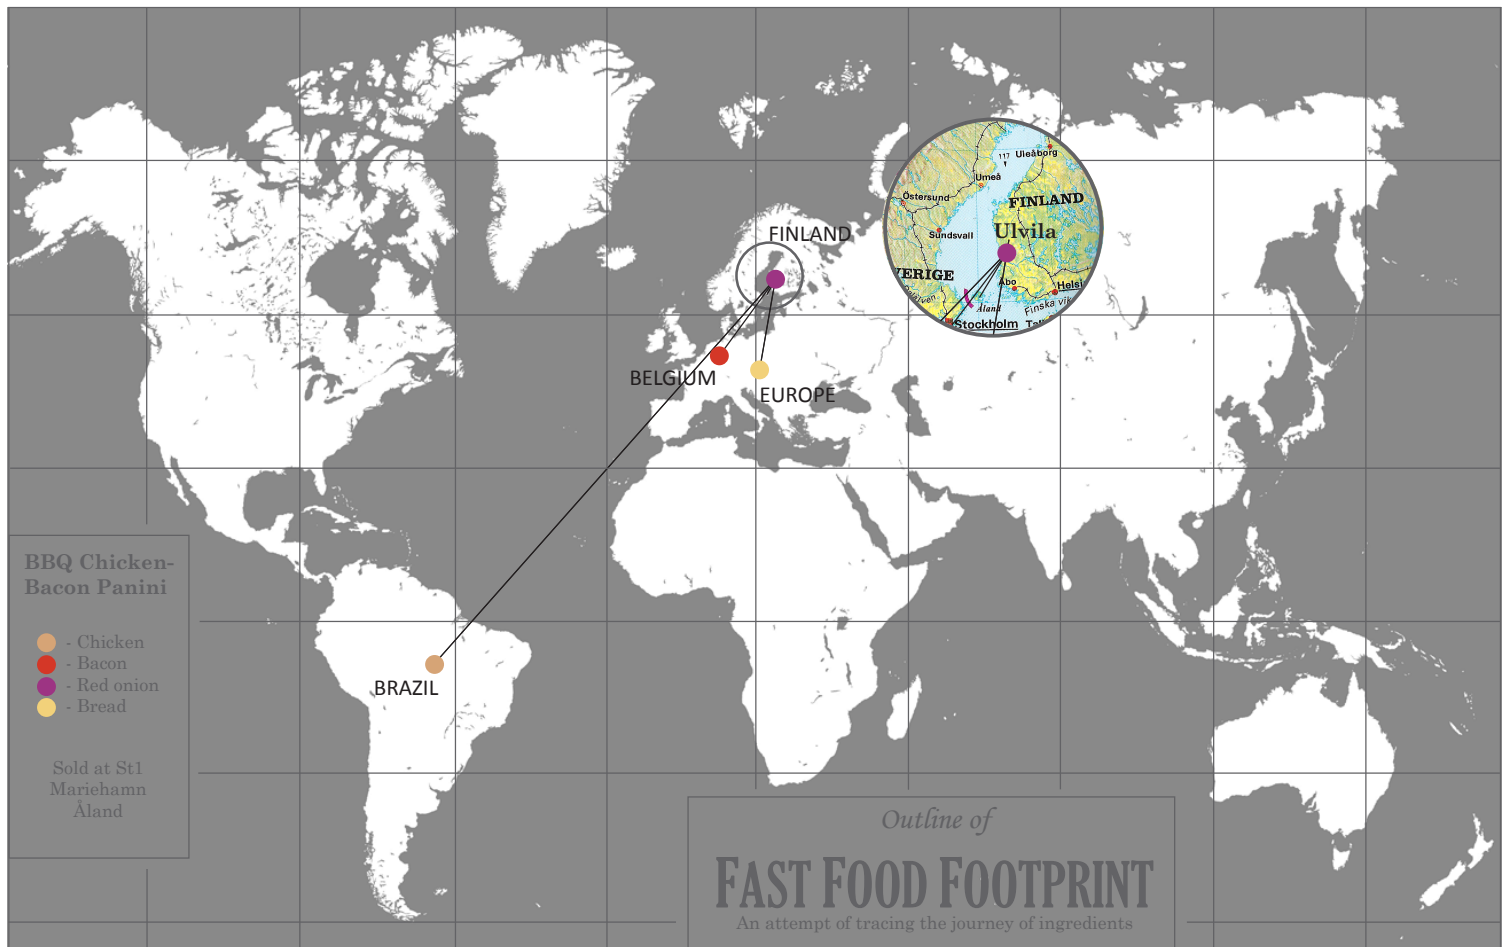 FINLAND
BELGIUM
EUROPE
BRAZIL
117
Uleåborg
Umeå
Östersund
FINLAND
Ulvila
Sundsvall
VERIGE
Åbo
Helsi
Åland
Finska vik
Stockholm
Tal
BBQ Chicken-
Bacon Panini
- Chicken
- Bacon
- Red onion
- Bread
Sold at St1
Mariehamn
Åland
Outline of
FAST FOOD FOOTPRINT
An attempt of tracing the journey of ingredients